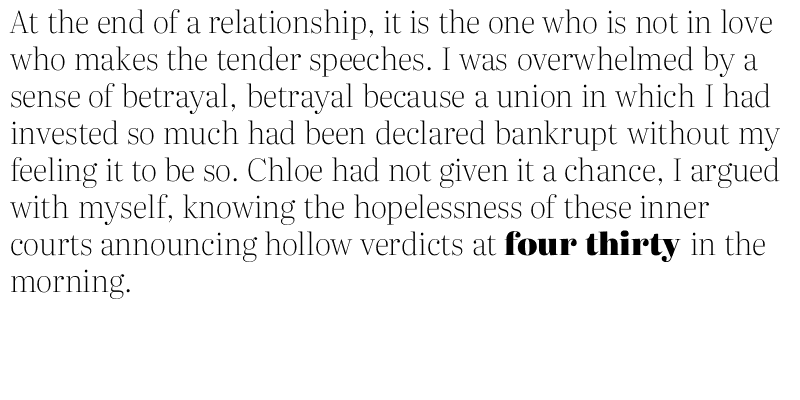 At the end of a relationship, it is the one who is not in love
who makes the tender speeches. I was overwhelmed by a
sense of betrayal, betrayal because a union in which I had
invested so much had been declared bankrupt without my
feeling it to be so. Chloe had not given it a chance, I argued
with myself, knowing the hopelessness of these inner
courts announcing hollow verdicts at four thirty in the
morning.